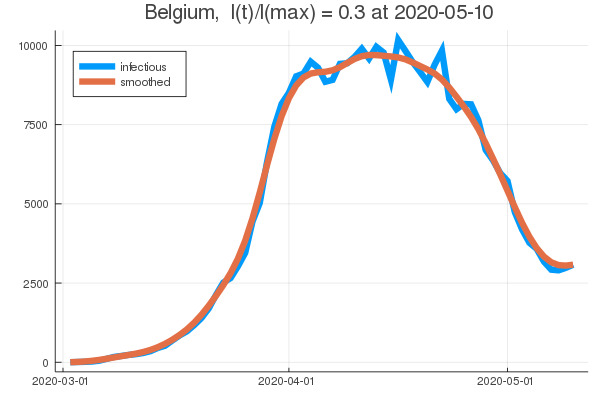 Belgium,  I(t)/I(max) = 0.3 at 2020-05-10
10000
infectious
smoothed
7500
5000
2500
0
2020-03-01
2020-04-01
2020-05-01